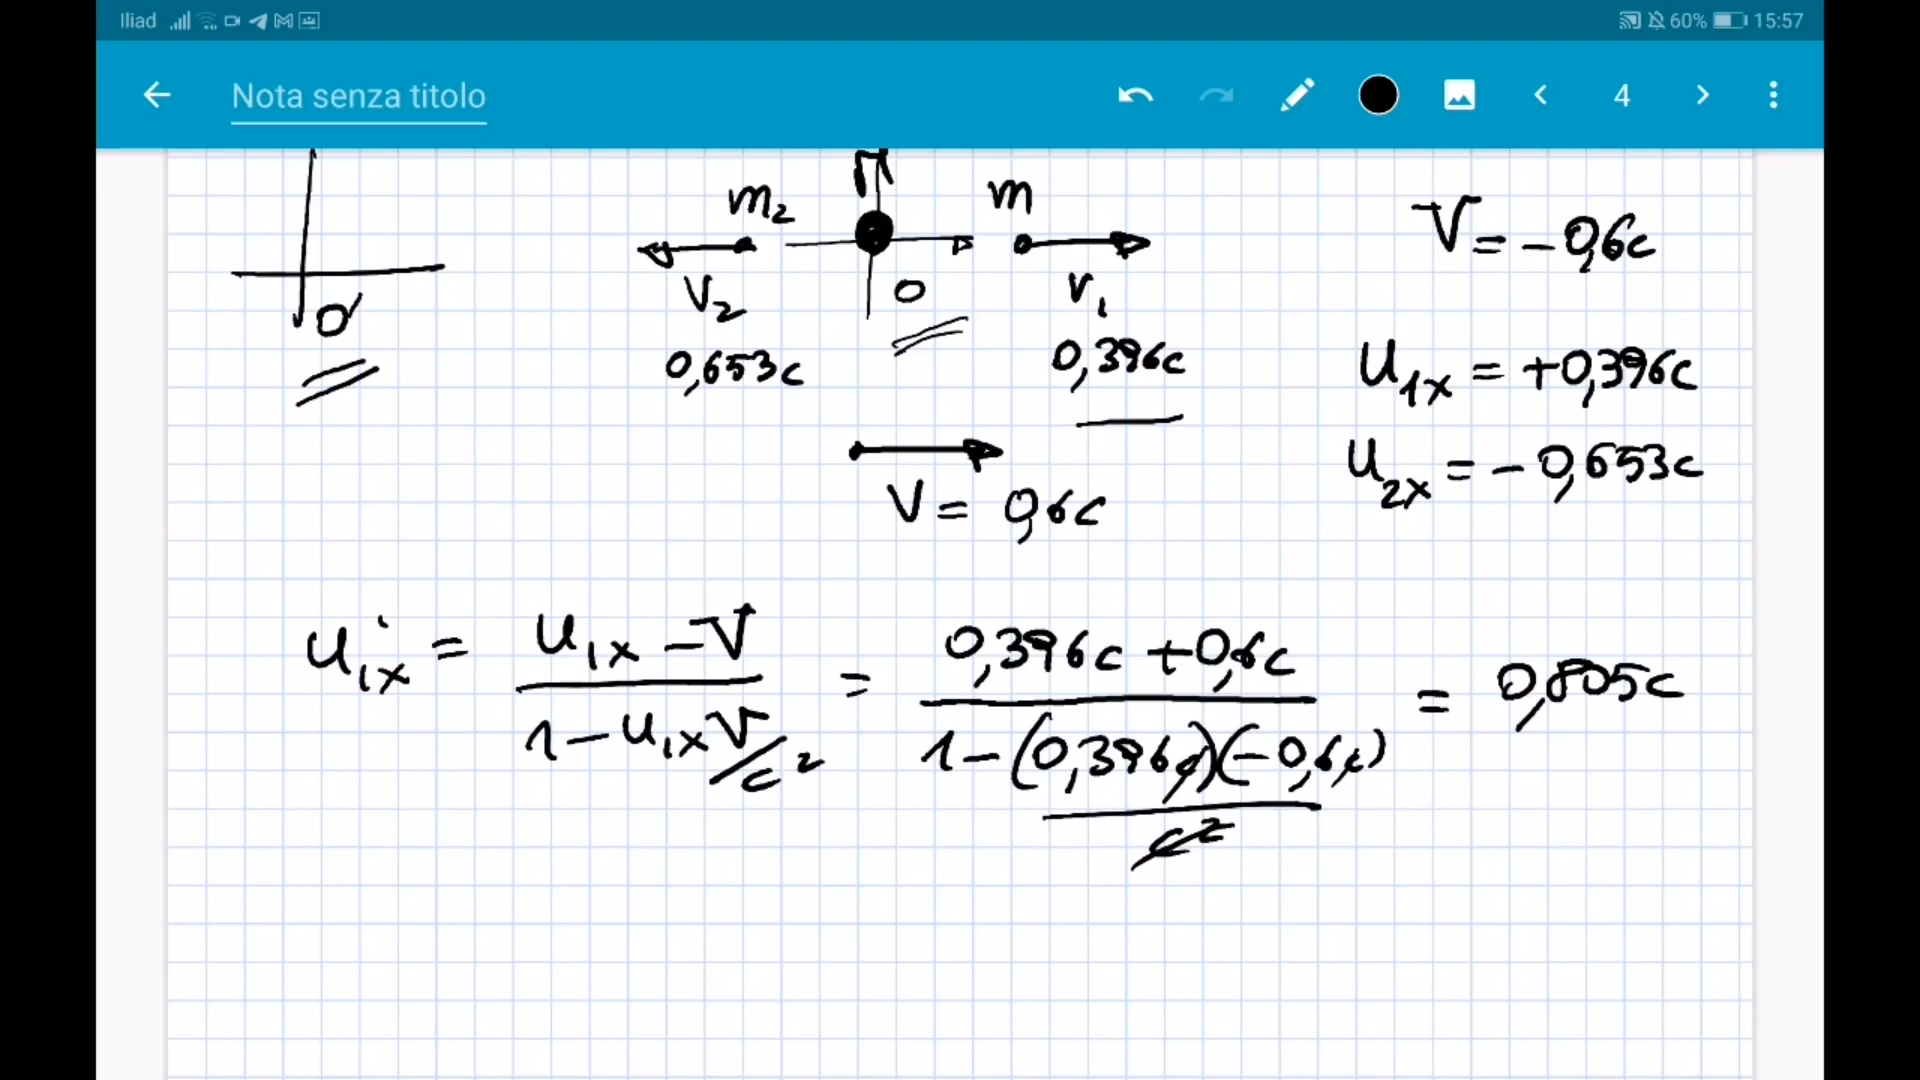 Iliad 60% 15:57
Nota senza titolo 4
m₂ m V = -0,6c
V₂ O v₁
O'
0,653c 0,396c U₁ₓ = +0,396c
U₂ₓ = -0,653c
V = 0,6c
U'₁ₓ = (U₁ₓ - V) / (1 - U₁ₓV/c²) = (0,396c + 0,6c) / (1 - (0,396c)(-0,6c)/c²) = 0,805c